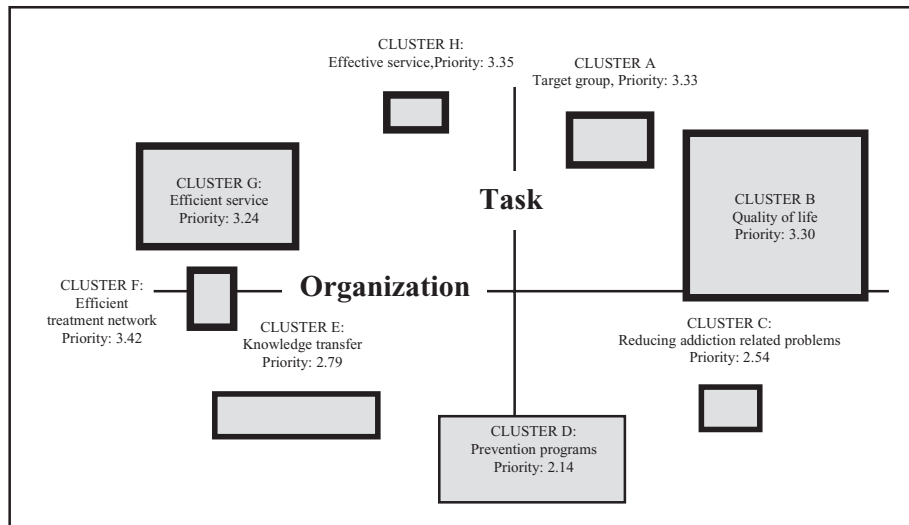 CLUSTER H:
Effective service,Priority: 3.35
CLUSTER A
Target group, Priority: 3.33
CLUSTER G:
Efficient service
Priority: 3.24
Task
CLUSTER B
Quality of life
Priority: 3.30
CLUSTER F:
Efficient
treatment network
Priority: 3.42
Organization
CLUSTER E:
Knowledge transfer
Priority: 2.79
CLUSTER C:
Reducing addiction related problems
Priority: 2.54
CLUSTER D:
Prevention programs
Priority: 2.14